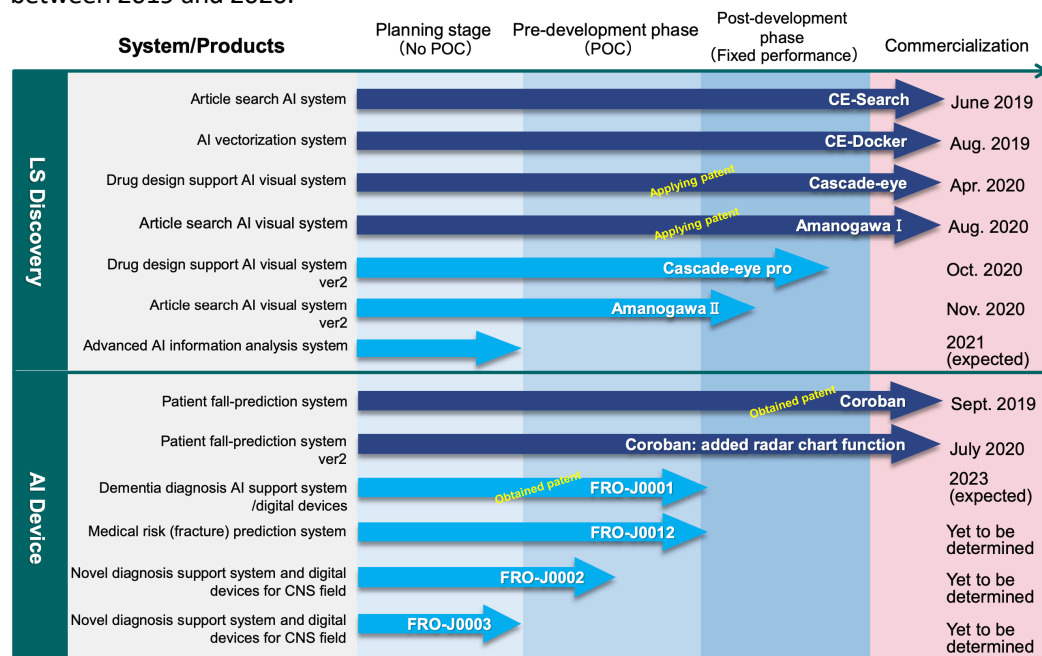 between 2019 and 2020.
System/Products
Planning stage
(No POC)
Pre-development phase
(POC)
Post-development
phase
(Fixed performance)
Commercialization
LS Discovery
Article search AI system
CE-Search
June 2019
AI vectorization system
CE-Docker
Aug. 2019
Drug design support AI visual system
Applying patent
Cascade-eye
Apr. 2020
Article search AI visual system
Applying patent
Amanogawa Ⅰ
Aug. 2020
Drug design support AI visual system
ver2
Cascade-eye pro
Oct. 2020
Article search AI visual system
ver2
Amanogawa Ⅱ
Nov. 2020
Advanced AI information analysis system
2021
(expected)
AI Device
Patient fall-prediction system
Obtained patent
Coroban
Sept. 2019
Patient fall-prediction system
ver2
Coroban: added radar chart function
July 2020
Dementia diagnosis AI support system
/digital devices
Obtained patent
FRO-J0001
2023
(expected)
Medical risk (fracture) prediction system
FRO-J0012
Yet to be
determined
Novel diagnosis support system and digital
devices for CNS field
FRO-J0002
Yet to be
determined
Novel diagnosis support system and digital
devices for CNS field
FRO-J0003
Yet to be
determined